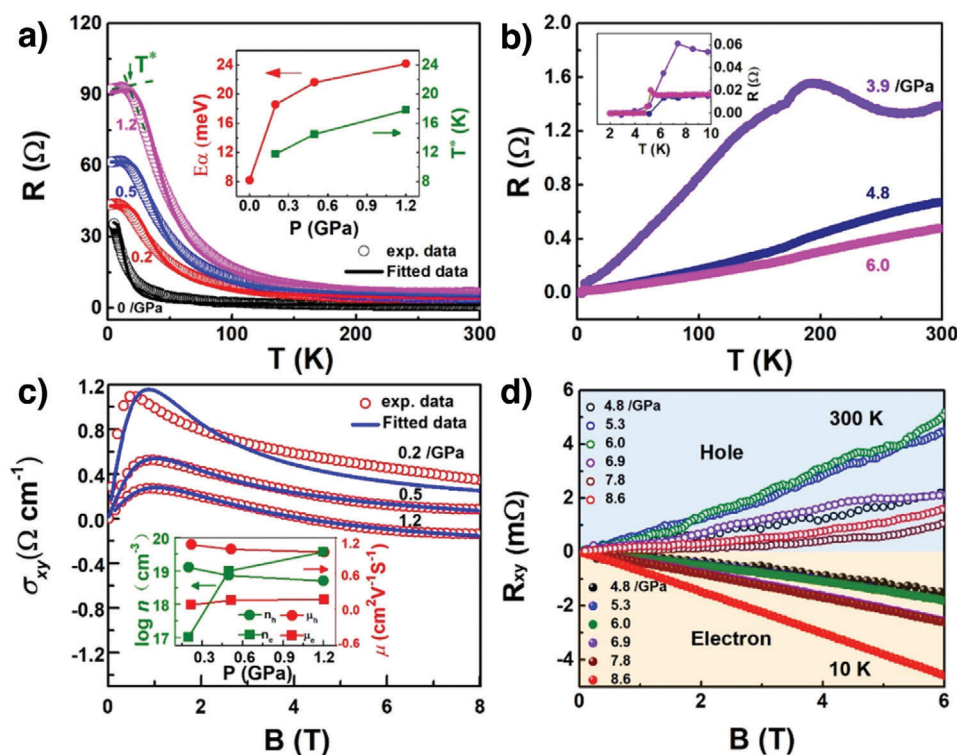 a)
120
90
60
30
0
R (Ω)
T*
1.2
0.5
0.2
0 /GPa
28
24
20
16
12
8
Eα (meV)
24
20
16
12
8
T* (K)
0.0 0.3 0.6 0.9 1.2
P (GPa)
exp. data
Fitted data
0 100 200 300
T (K)
b)
2.0
1.6
1.2
0.8
0.4
0.0
R (Ω)
0.06
0.04
0.02
0.00
R (Ω)
2 4 6 8 10
T (K)
3.9 /GPa
4.8
6.0
0 100 200 300
T (K)
c)
1.2
0.8
0.4
0.0
-0.4
-0.8
-1.2
σxy(Ω cm⁻¹)
exp. data
Fitted data
0.2 /GPa
0.5
1.2
20
19
18
17
log n (cm⁻³)
1.2
0.6
0.0
-0.6
μ (cm²V⁻¹S⁻¹)
nh μh
ne μe
0.3 0.6 0.9 1.2
P (GPa)
0 2 4 6 8
B (T)
d)
6
4
2
0
-2
-4
Rxy (mΩ)
4.8 /GPa
5.3
6.0
6.9
7.8
8.6
300 K
Hole
4.8/GPa
5.3
6.0
6.9
7.8
8.6
Electron
10 K
0 2 4 6
B (T)